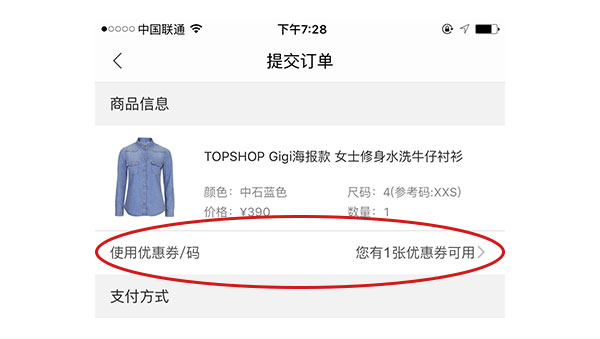 中国联通 下午7:28
提交订单
商品信息
TOPSHOP Gigi海报款 女士修身水洗牛仔衬衫
颜色：中石蓝色 尺码：4(参考码:XXS)
价格：¥390 数量：1
使用优惠券/码 您有1张优惠券可用
支付方式